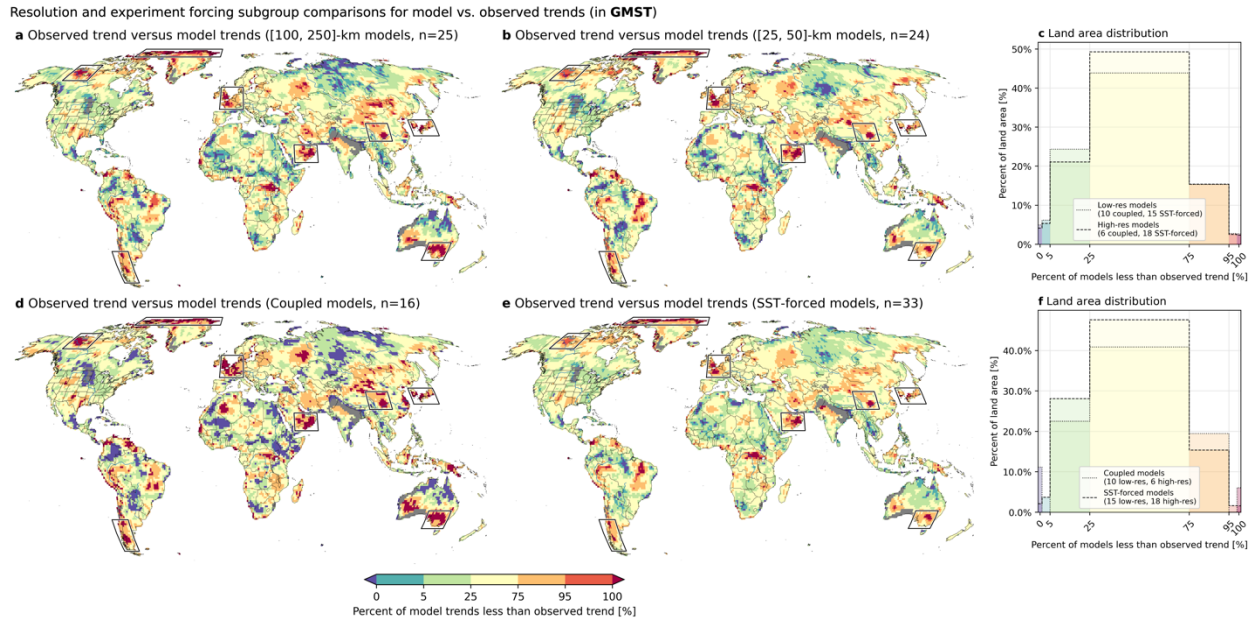 Resolution and experiment forcing subgroup comparisons for model vs. observed trends (in GMST)
a Observed trend versus model trends ([100, 250]-km models, n=25)
b Observed trend versus model trends ([25, 50]-km models, n=24)
c Land area distribution
50%
40%
30%
20%
10%
0%
Percent of land area [%]
Low-res models
(10 coupled, 15 SST-forced)
High-res models
(6 coupled, 18 SST-forced)
0 5 25 75 95 100
Percent of models less than observed trend [%]
d Observed trend versus model trends (Coupled models, n=16)
e Observed trend versus model trends (SST-forced models, n=33)
f Land area distribution
40.0%
30.0%
20.0%
10.0%
0.0%
Percent of land area [%]
Coupled models
(10 low-res, 6 high-res)
SST-forced models
(15 low-res, 18 high-res)
0 5 25 75 95 100
Percent of models less than observed trend [%]
0 5 25 75 95 100
Percent of model trends less than observed trend [%]